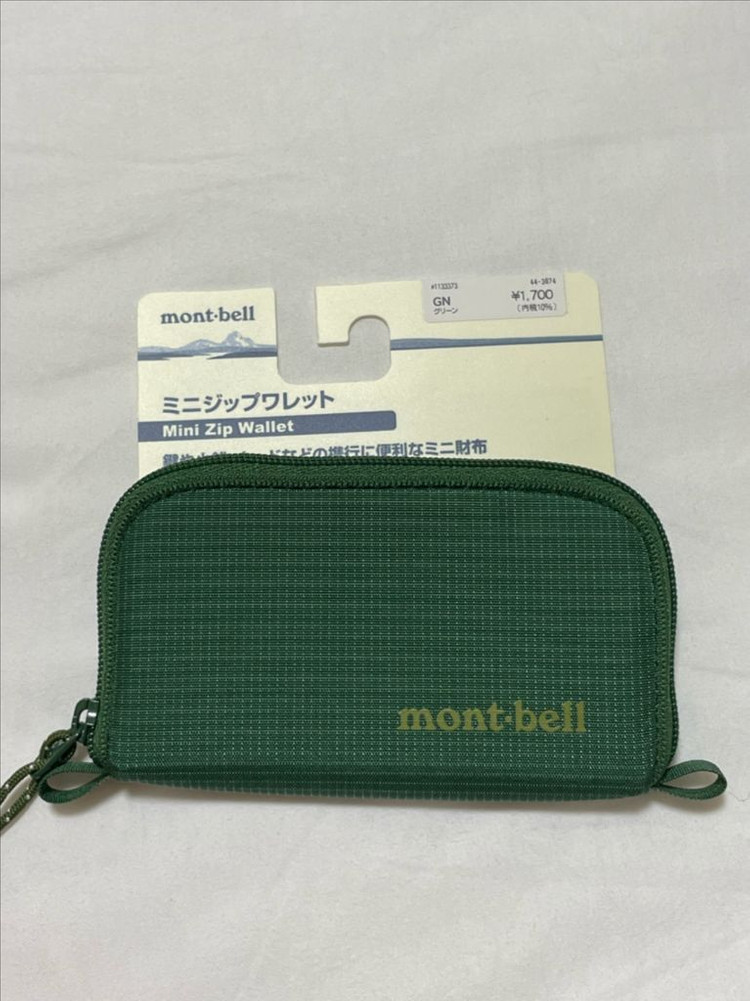 #1133373 44-3874
GN ¥1,700
グリーン (内税10%)
mont·bell
ミニジップワレット
Mini Zip Wallet
などの携行に便利なミニ財布
mont·bell